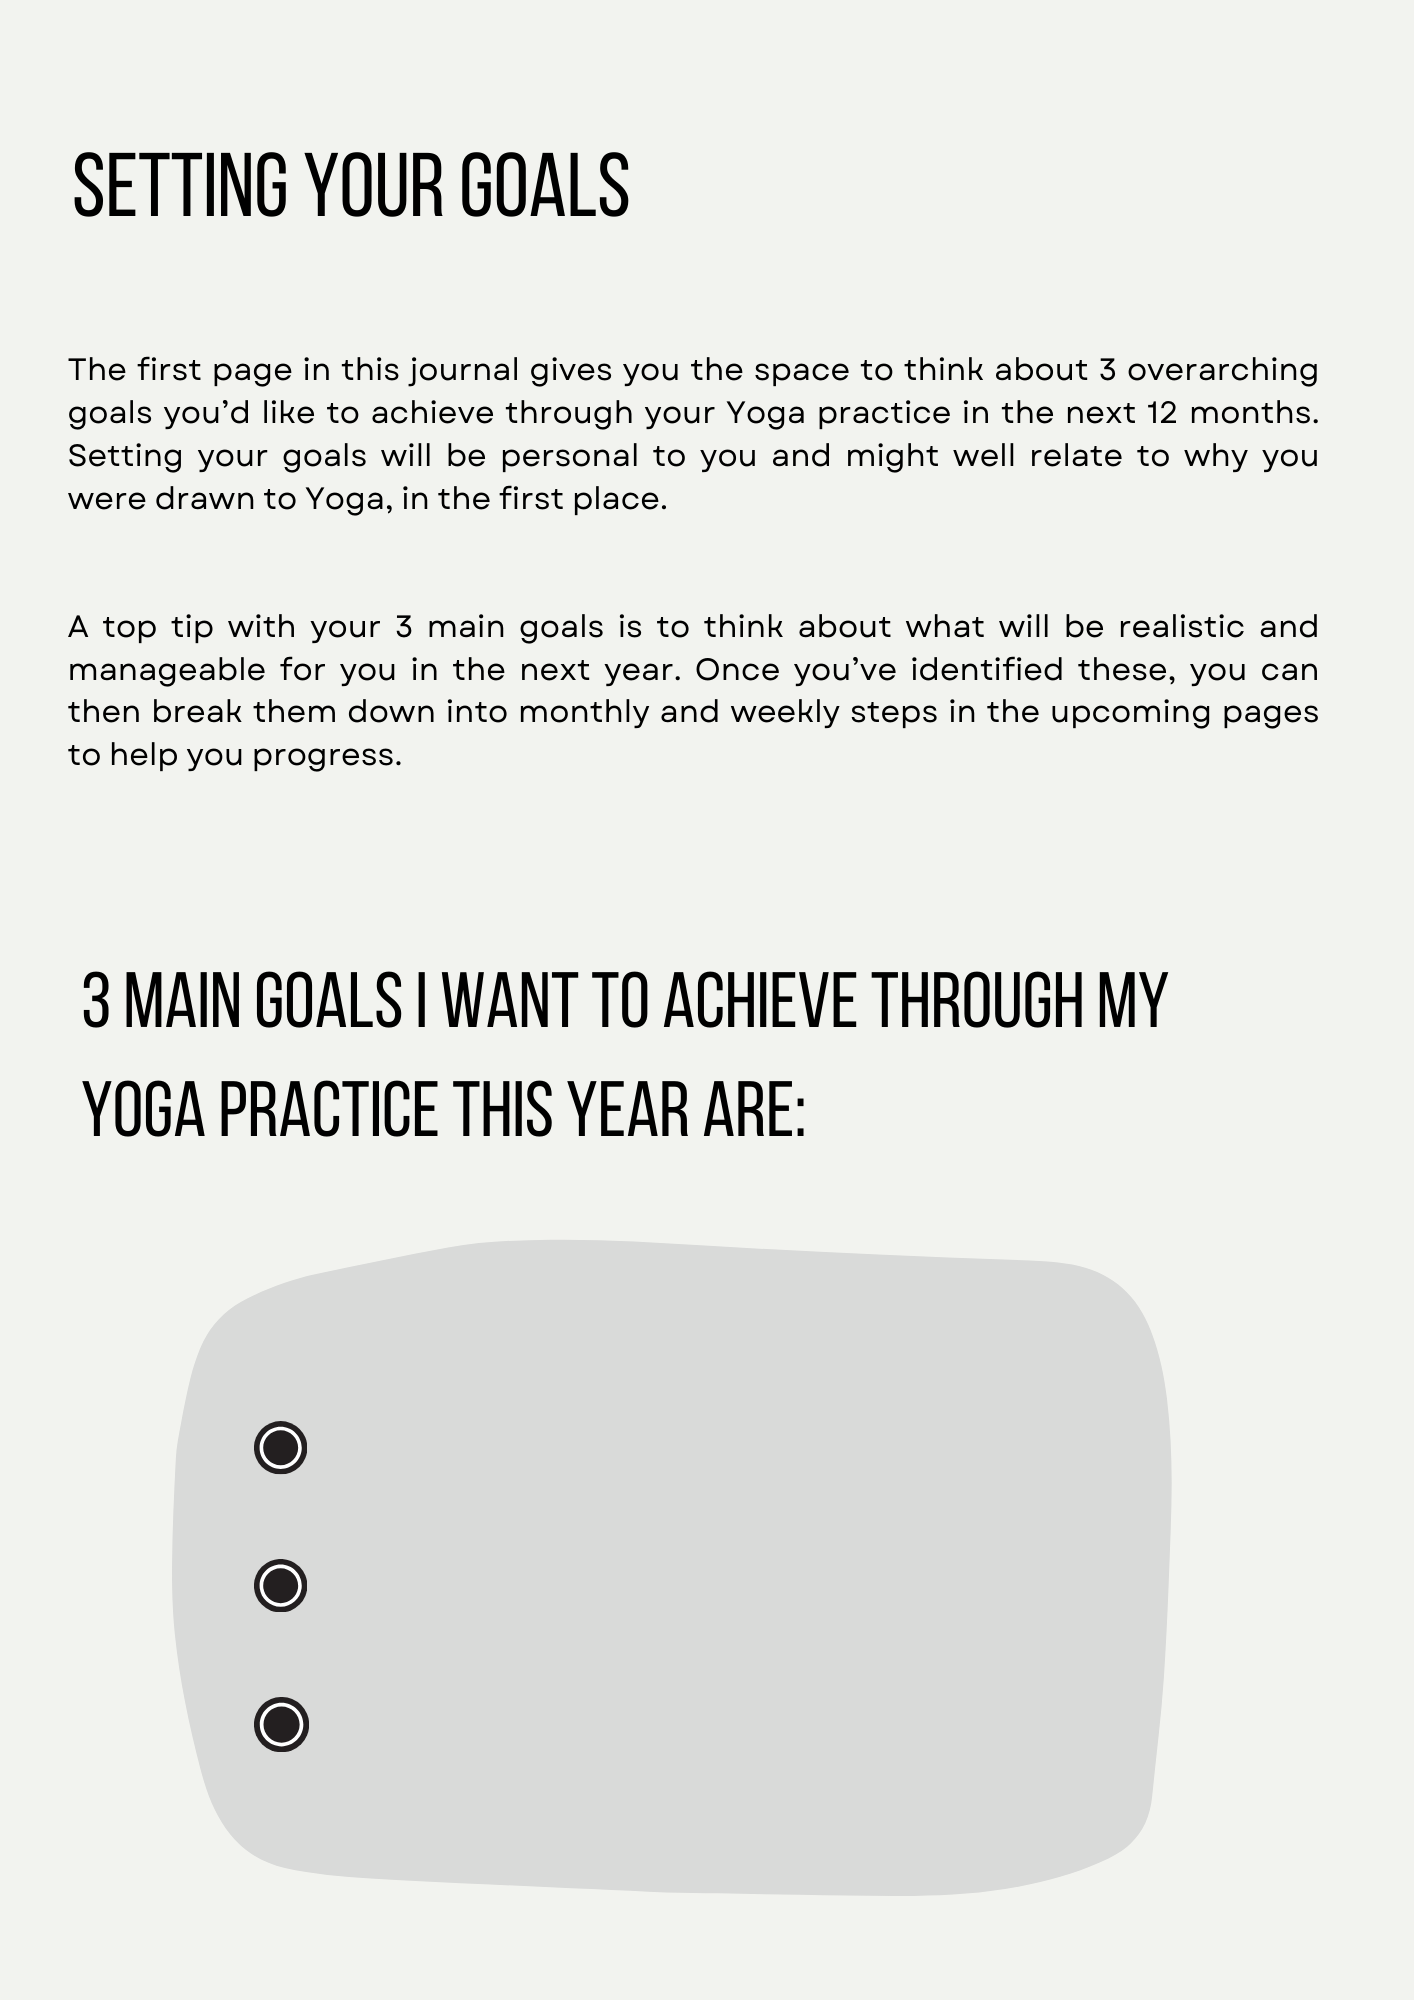 SETTING YOUR GOALS
The first page in this journal gives you the space to think about 3 overarching
goals you’d like to achieve through your Yoga practice in the next 12 months.
Setting your goals will be personal to you and might well relate to why you
were drawn to Yoga, in the first place.
A top tip with your 3 main goals is to think about what will be realistic and
manageable for you in the next year. Once you’ve identified these, you can
then break them down into monthly and weekly steps in the upcoming pages
to help you progress.
3 MAIN GOALS I WANT TO ACHIEVE THROUGH MY
YOGA PRACTICE THIS YEAR ARE: